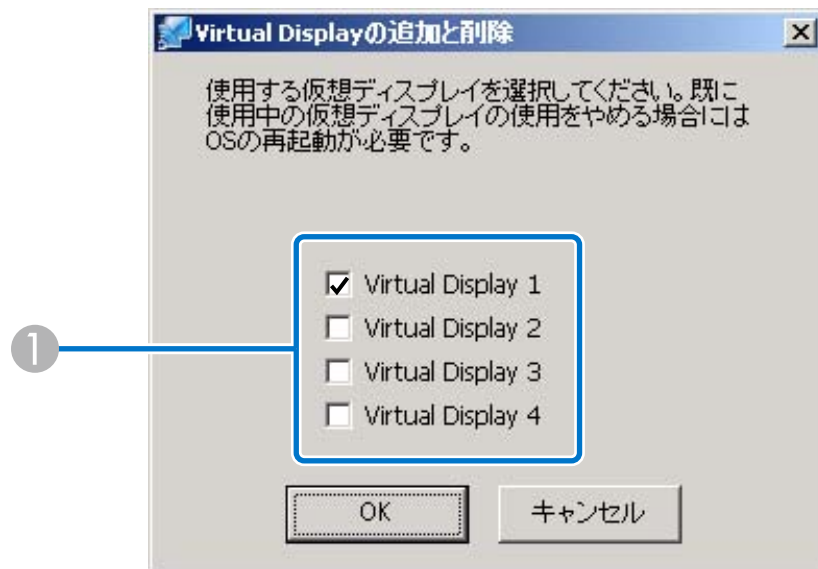 Virtual Displayの追加と削除
使用する仮想ディスプレイを選択してください。既に
使用中の仮想ディスプレイの使用をやめる場合には
OSの再起動が必要です。
Virtual Display 1
Virtual Display 2
1
Virtual Display 3
Virtual Display 4
OK
キャンセル